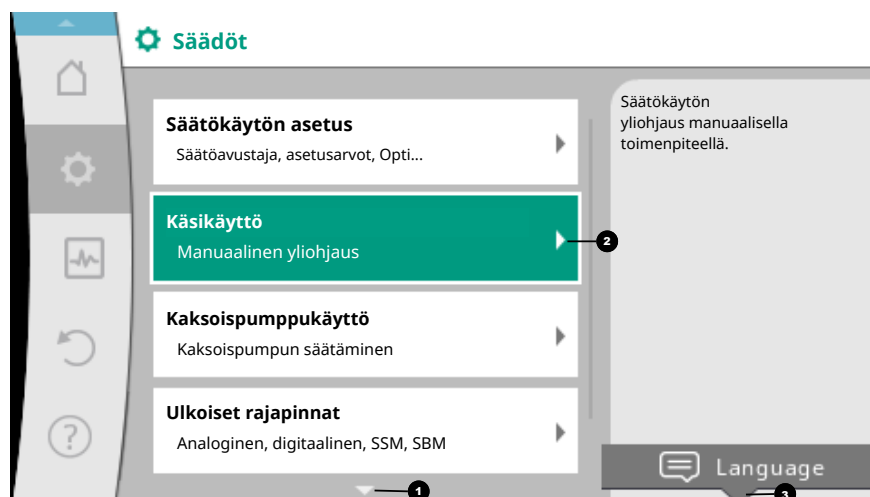 Säädöt
Säätökäytön asetus
Säätöavustaja, asetusarvot, Opti...
Käsikäyttö
Manuaalinen yliohjaus
2
Kaksoispumppukäyttö
Kaksoispumpun säätäminen
Ulkoiset rajapinnat
Analoginen, digitaalinen, SSM, SBM
1
Säätökäytön
yliohjaus manuaalisella
toimenpiteellä.
Language
3
?